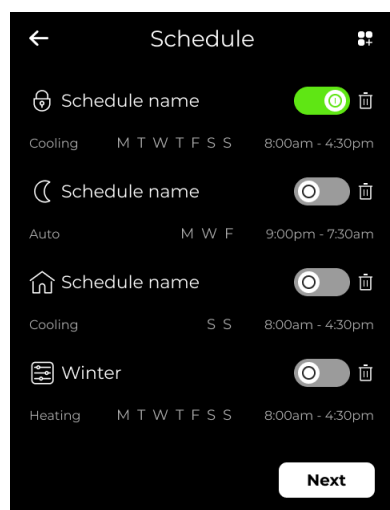 Schedule
Schedule name
Cooling M T W T F S S 8:00am - 4:30pm
Schedule name
Auto M W F 9:00pm - 7:30am
Schedule name
Cooling S S 8:00am - 4:30pm
Winter
Heating M T W T F S S 8:00am - 4:30pm
Next